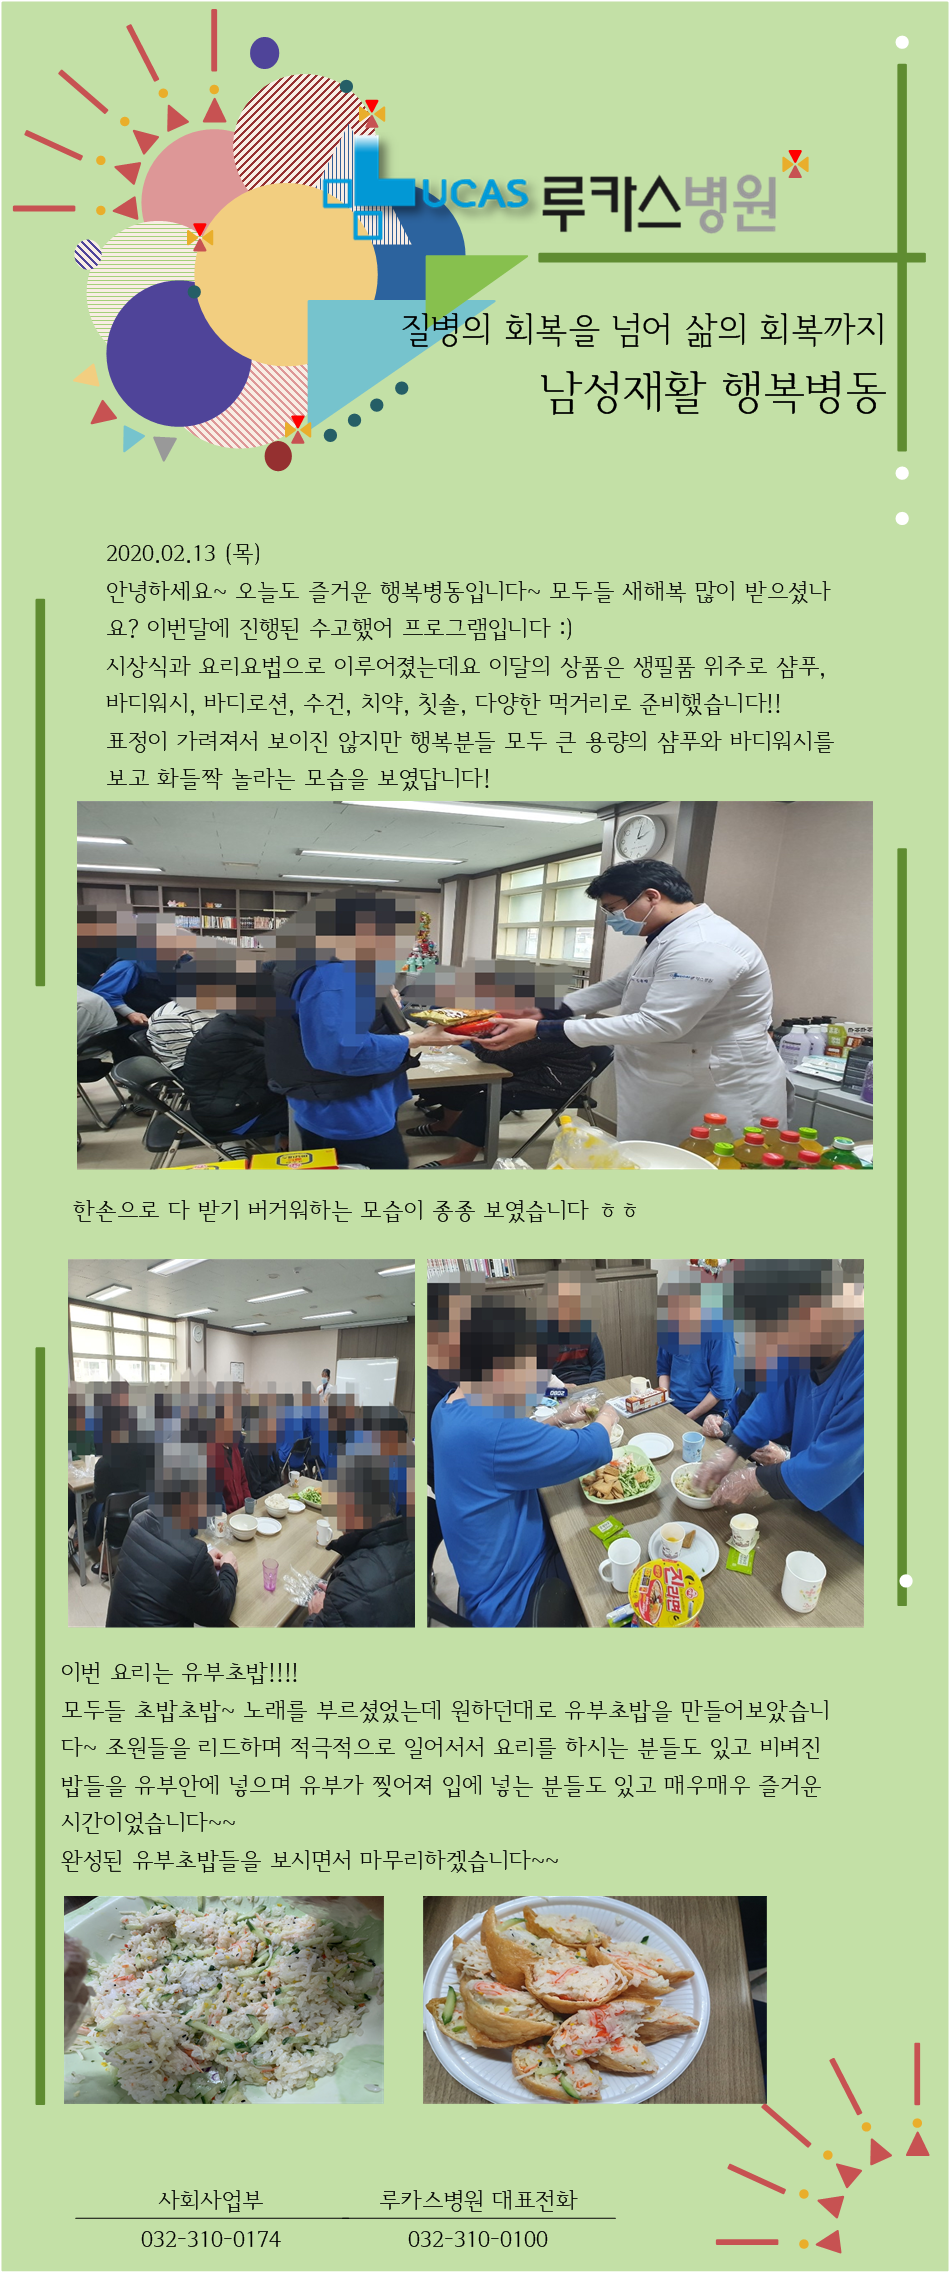 LUCAS 루카스병원
질병의 회복을 넘어 삶의 회복까지
남성재활 행복병동
2020.02.13 (목)
안녕하세요~ 오늘도 즐거운 행복병동입니다~ 모두들 새해복 많이 받으셨나
요? 이번달에 진행된 수고했어 프로그램입니다 :)
시상식과 요리요법으로 이루어졌는데요 이달의 상품은 생필품 위주로 샴푸,
바디워시, 바디로션, 수건, 치약, 칫솔, 다양한 먹거리로 준비했습니다!!
표정이 가려져서 보이진 않지만 행복분들 모두 큰 용량의 샴푸와 바디워시를
보고 화들짝 놀라는 모습을 보였답니다!
한손으로 다 받기 버거워하는 모습이 종종 보였습니다 ㅎㅎ
진라면
이번 요리는 유부초밥!!!!
모두들 초밥초밥~ 노래를 부르셨었는데 원하던대로 유부초밥을 만들어보았습니
다~ 조원들을 리드하며 적극적으로 일어서서 요리를 하시는 분들도 있고 비벼진
밥들을 유부안에 넣으며 유부가 찢어져 입에 넣는 분들도 있고 매우매우 즐거운
시간이었습니다~~
완성된 유부초밥들을 보시면서 마무리하겠습니다~~
사회사업부 루카스병원 대표전화
032-310-0174 032-310-0100